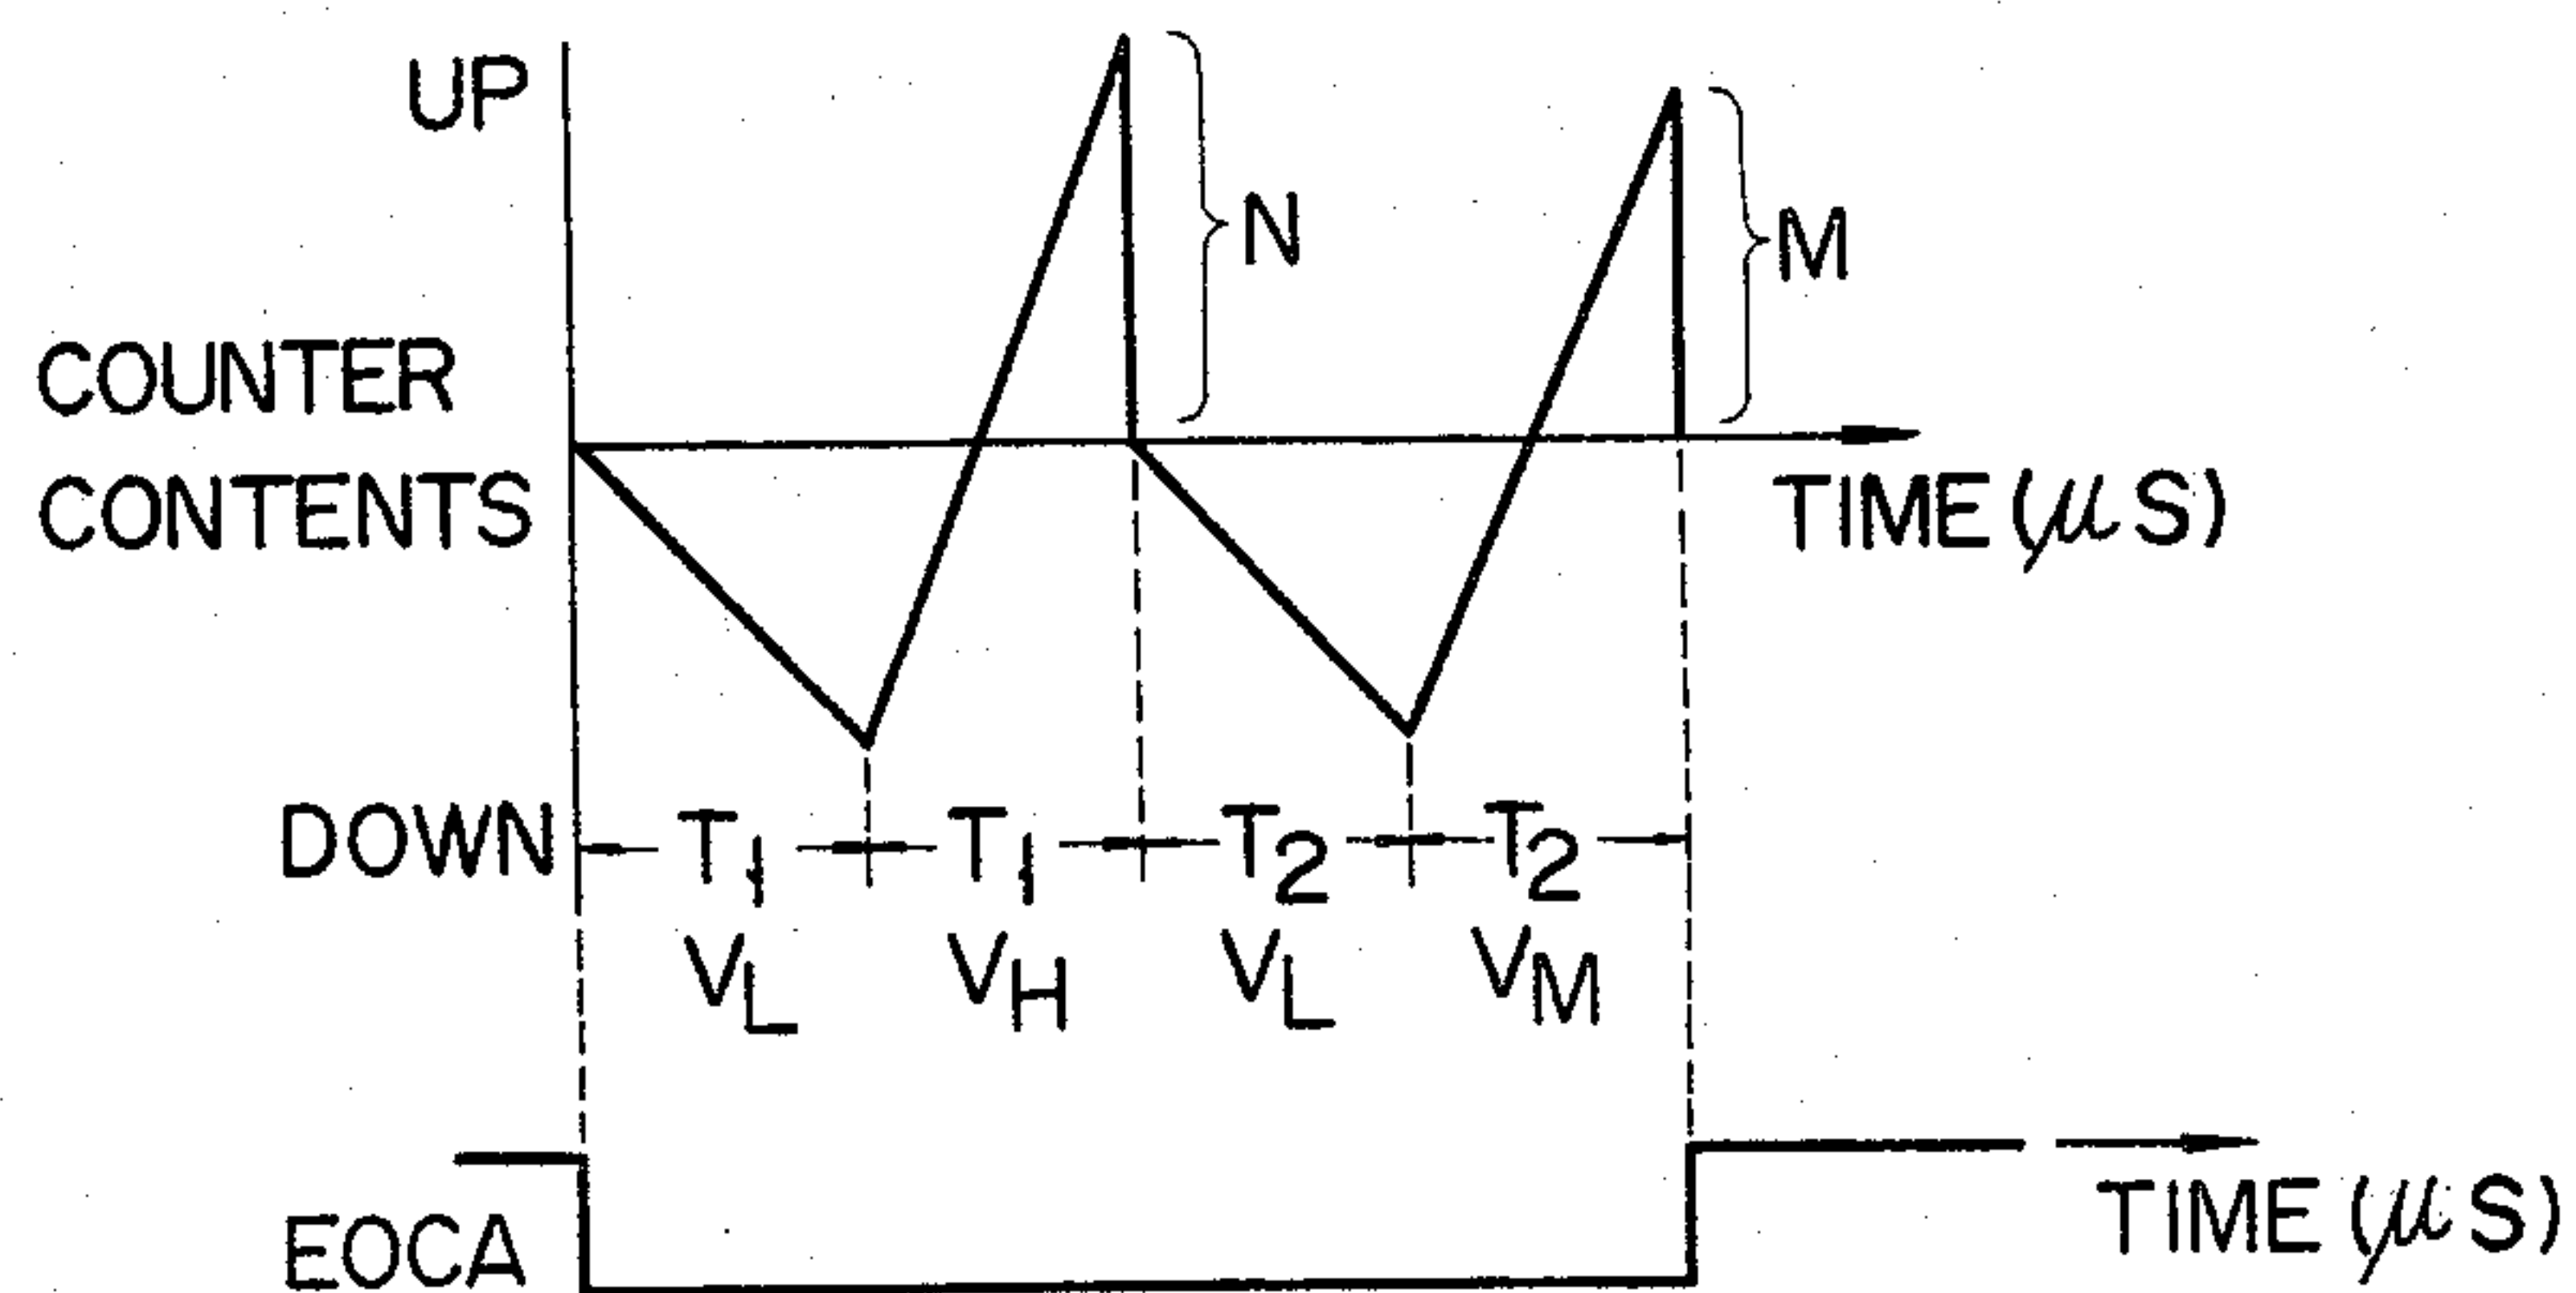 UP
N
M
COUNTER
CONTENTS
TIME (μS)
DOWN T1 T1 T2 T2
VL VH VL VM
EOCA
TIME (μS)